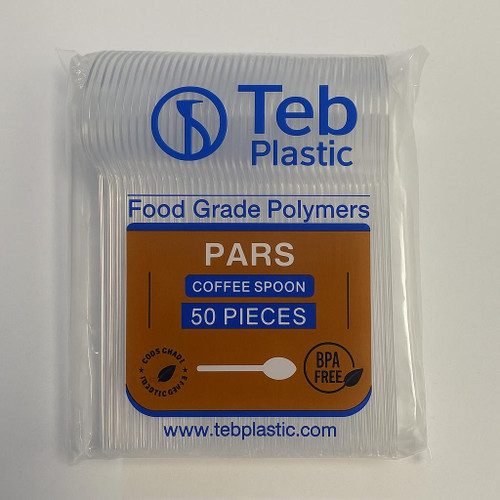 Teb
Plastic
Food Grade Polymers
PARS
COFFEE SPOON
50 PIECES
BPA
FREE
www.tebplastic.com